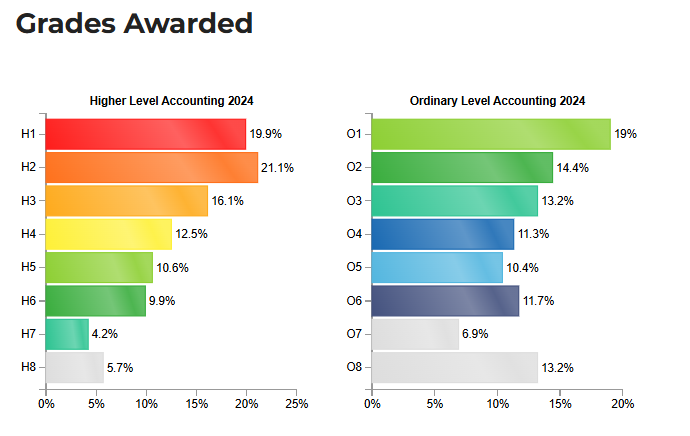 Grades Awarded
Higher Level Accounting 2024
H1 19.9%
H2 21.1%
H3 16.1%
H4 12.5%
H5 10.6%
H6 9.9%
H7 4.2%
H8 5.7%
0% 5% 10% 15% 20% 25%
Ordinary Level Accounting 2024
O1 19%
O2 14.4%
O3 13.2%
O4 11.3%
O5 10.4%
O6 11.7%
O7 6.9%
O8 13.2%
0% 5% 10% 15% 20%